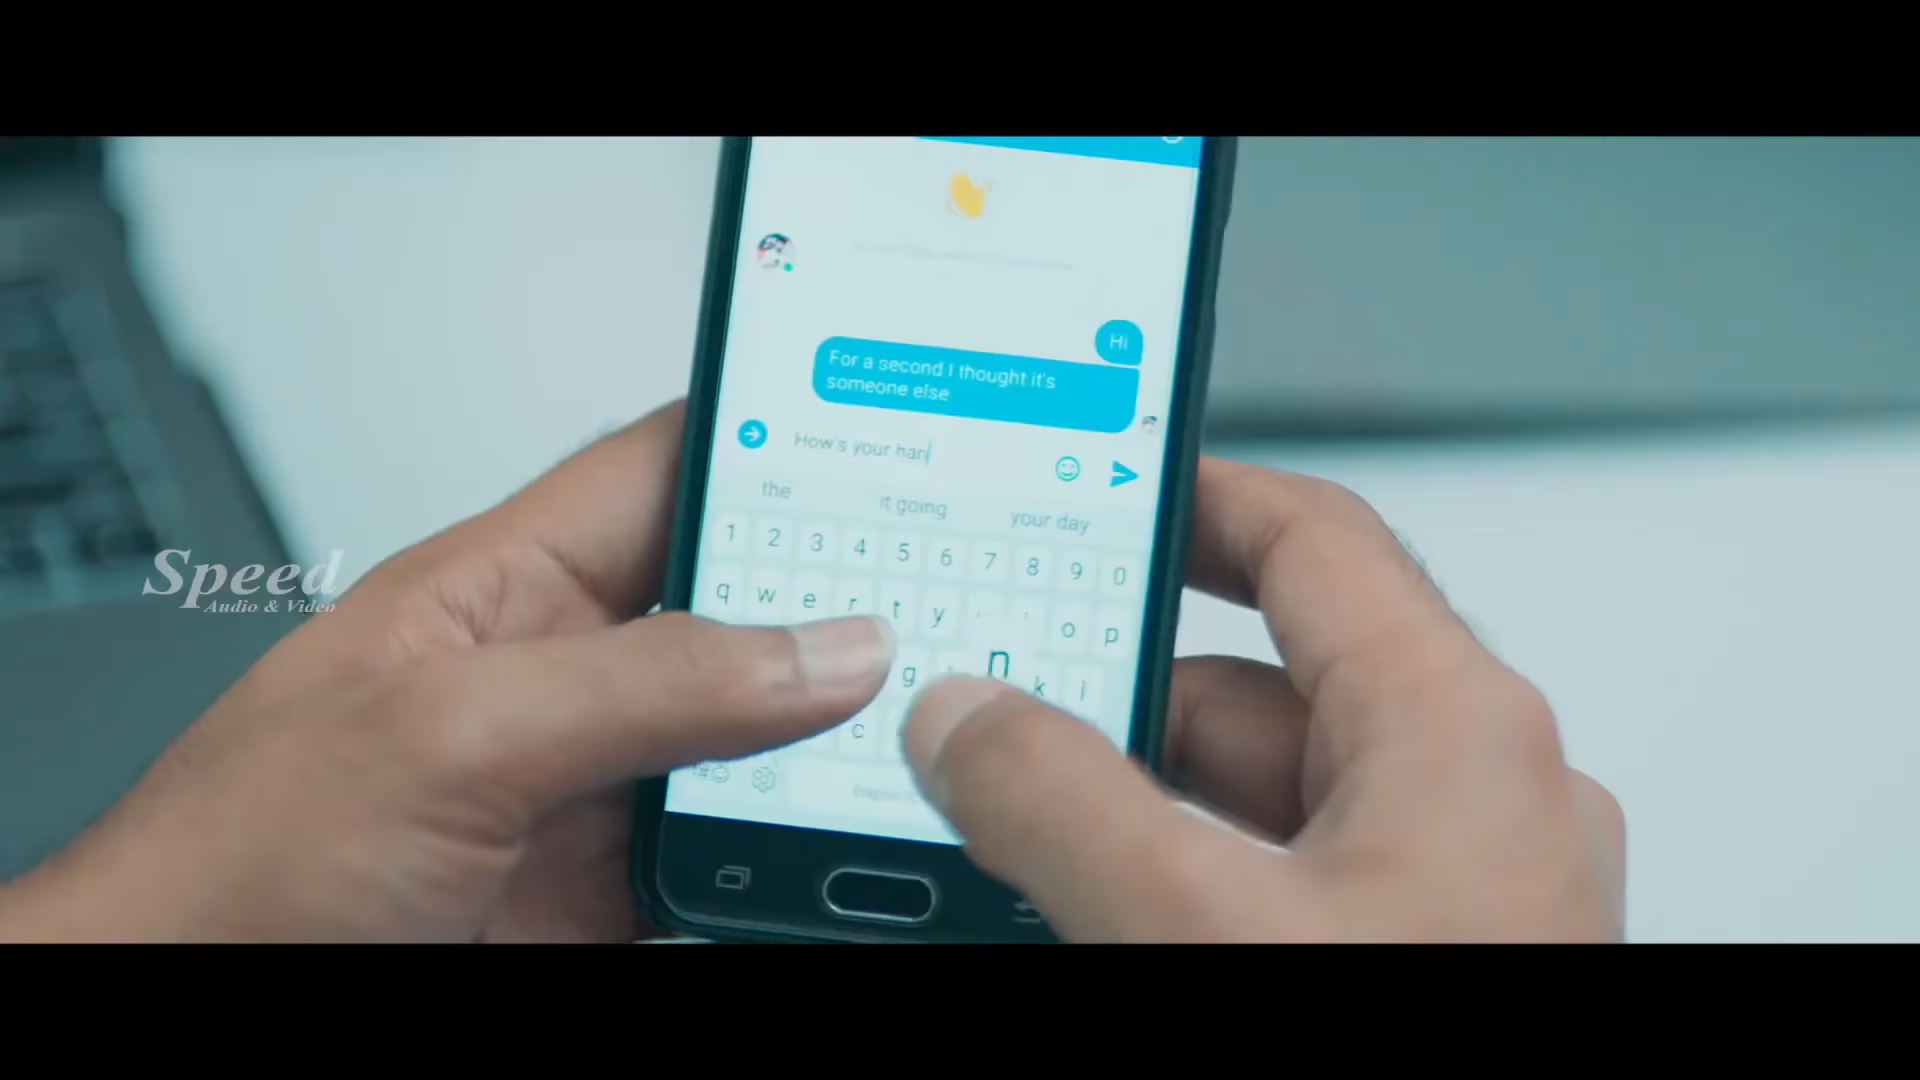 Hi
For a second I thought it's
someone else
How's your han
the it going your day
1 2 3 4 5 6 7 8 9 0
q w e r t y o p
g n k l
c
Speed
Audio & Video